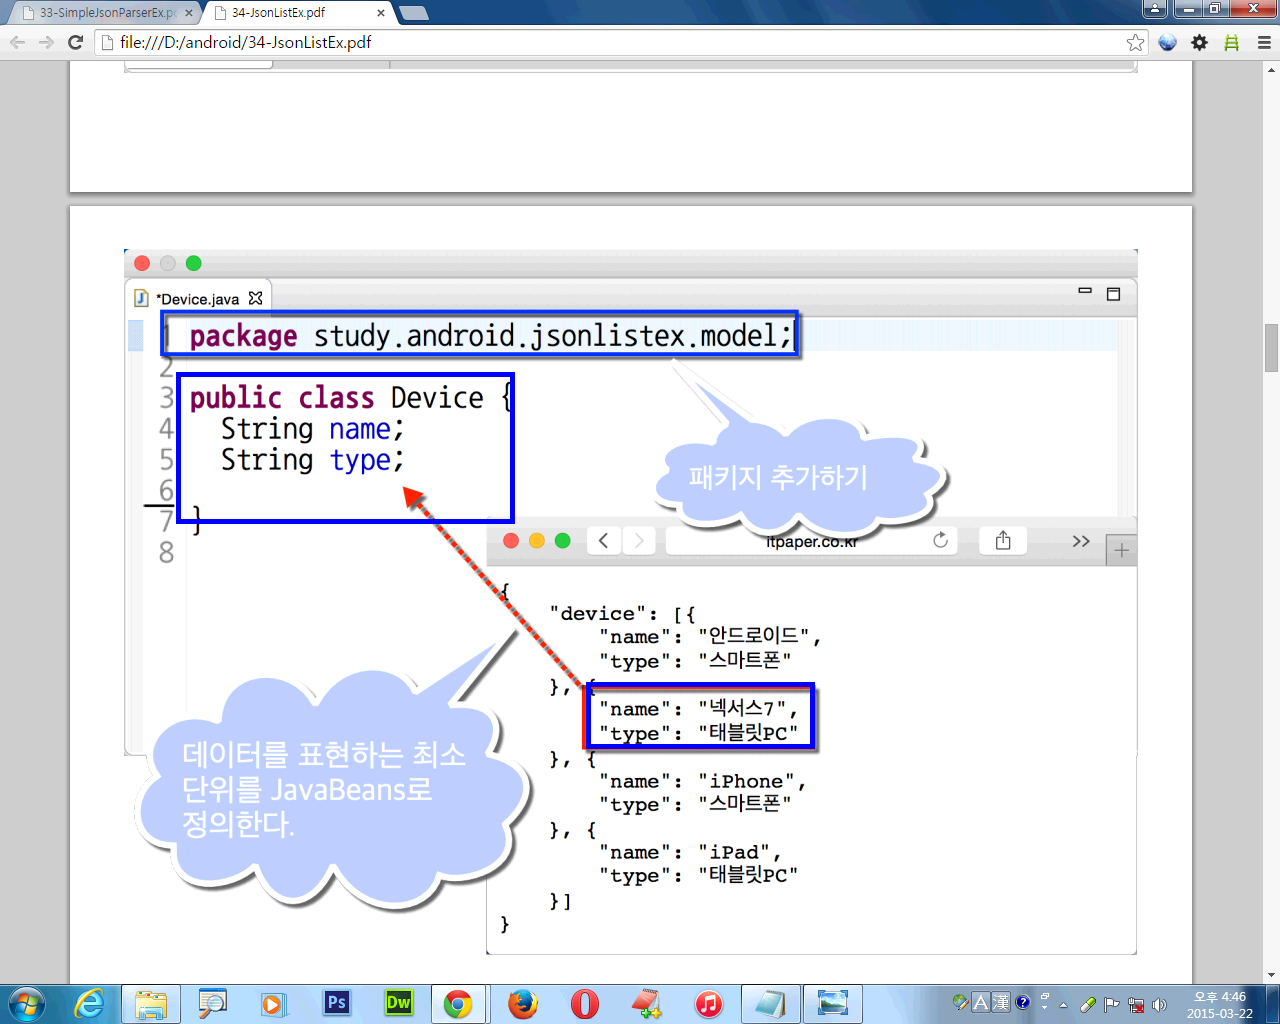 33-SimpleJsonParserEx.p
34-JsonListEx.pdf
file:///D:/android/34-JsonListEx.pdf
*Device.java
1 package study.android.jsonlistex.model;
2
3 public class Device {
4 String name;
5 String type;
6
7 }
8
패키지 추가하기
itpaper.co.kr
{
"device": [{
"name": "안드로이드",
"type": "스마트폰"
}, {
"name": "넥서스7",
"type": "태블릿PC"
}, {
"name": "iPhone",
"type": "스마트폰"
}, {
"name": "iPad",
"type": "태블릿PC"
}]
}
데이터를 표현하는 최소
단위를 JavaBeans로
정의한다.
Ps
Dw
A 漢
오후 4:46
2015-03-22